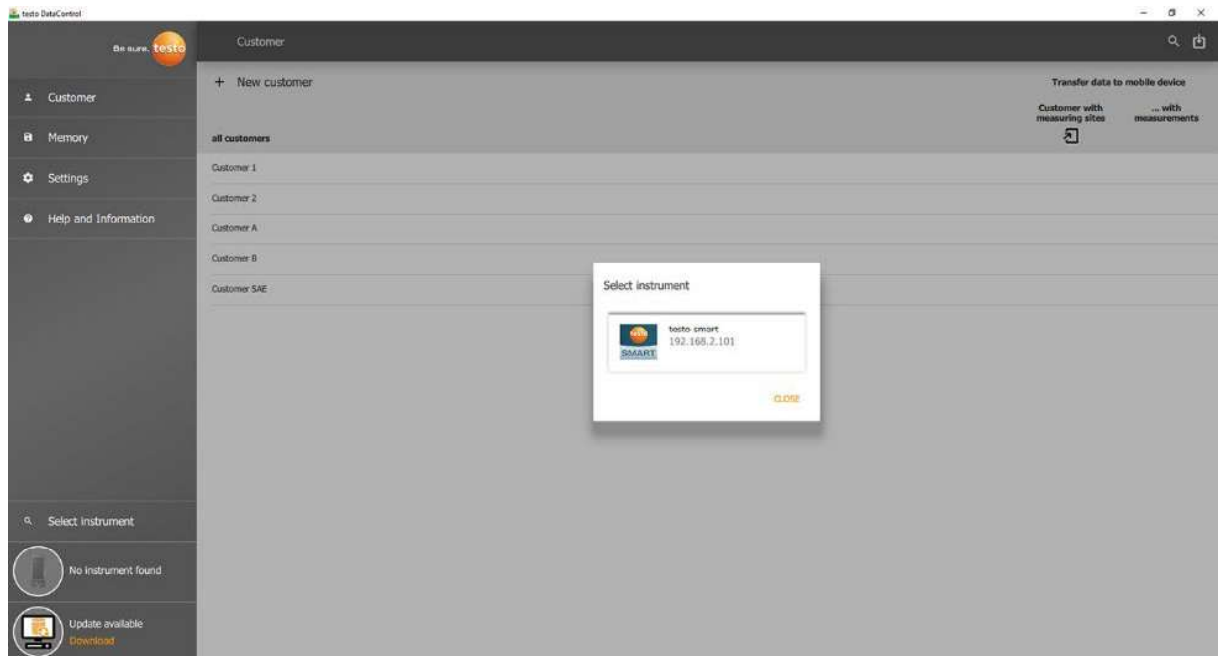 testo DataControl
Be sure. testo
Customer
Customer
Memory
Settings
Help and Information
+ New customer
Transfer data to mobile device
Customer with measuring sites
... with measurements
all customers
Customer 1
Customer 2
Customer A
Customer B
Customer SAE
Select instrument
testo smart
192.168.2.101
testo
SMART
CLOSE
Select instrument
No instrument found
Update available
Download